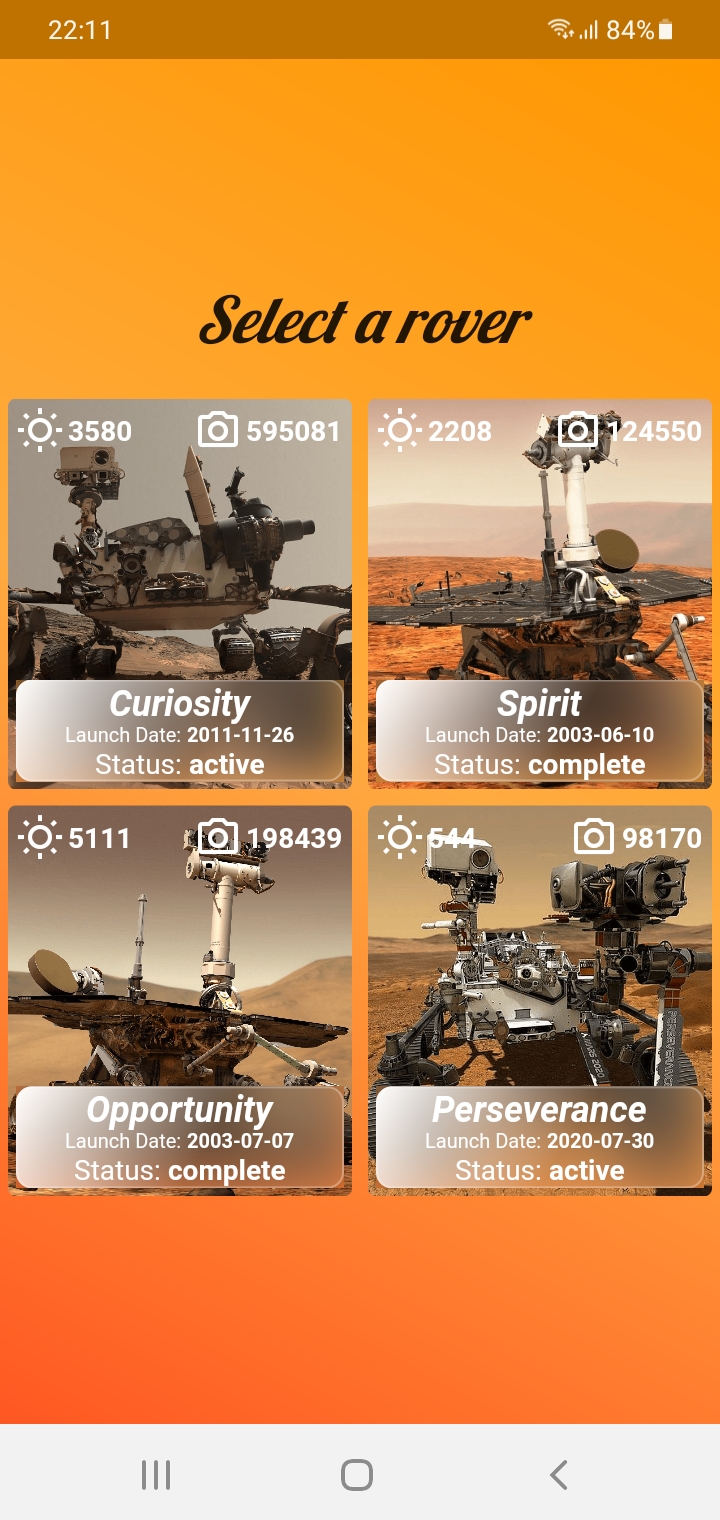 22:11 84%
Select a rover
3580 595081
2208 124550
Curiosity
Launch Date: 2011-11-26
Status: active
Spirit
Launch Date: 2003-06-10
Status: complete
5111 198439
544 98170
Opportunity
Launch Date: 2003-07-07
Status: complete
Perseverance
Launch Date: 2020-07-30
Status: active